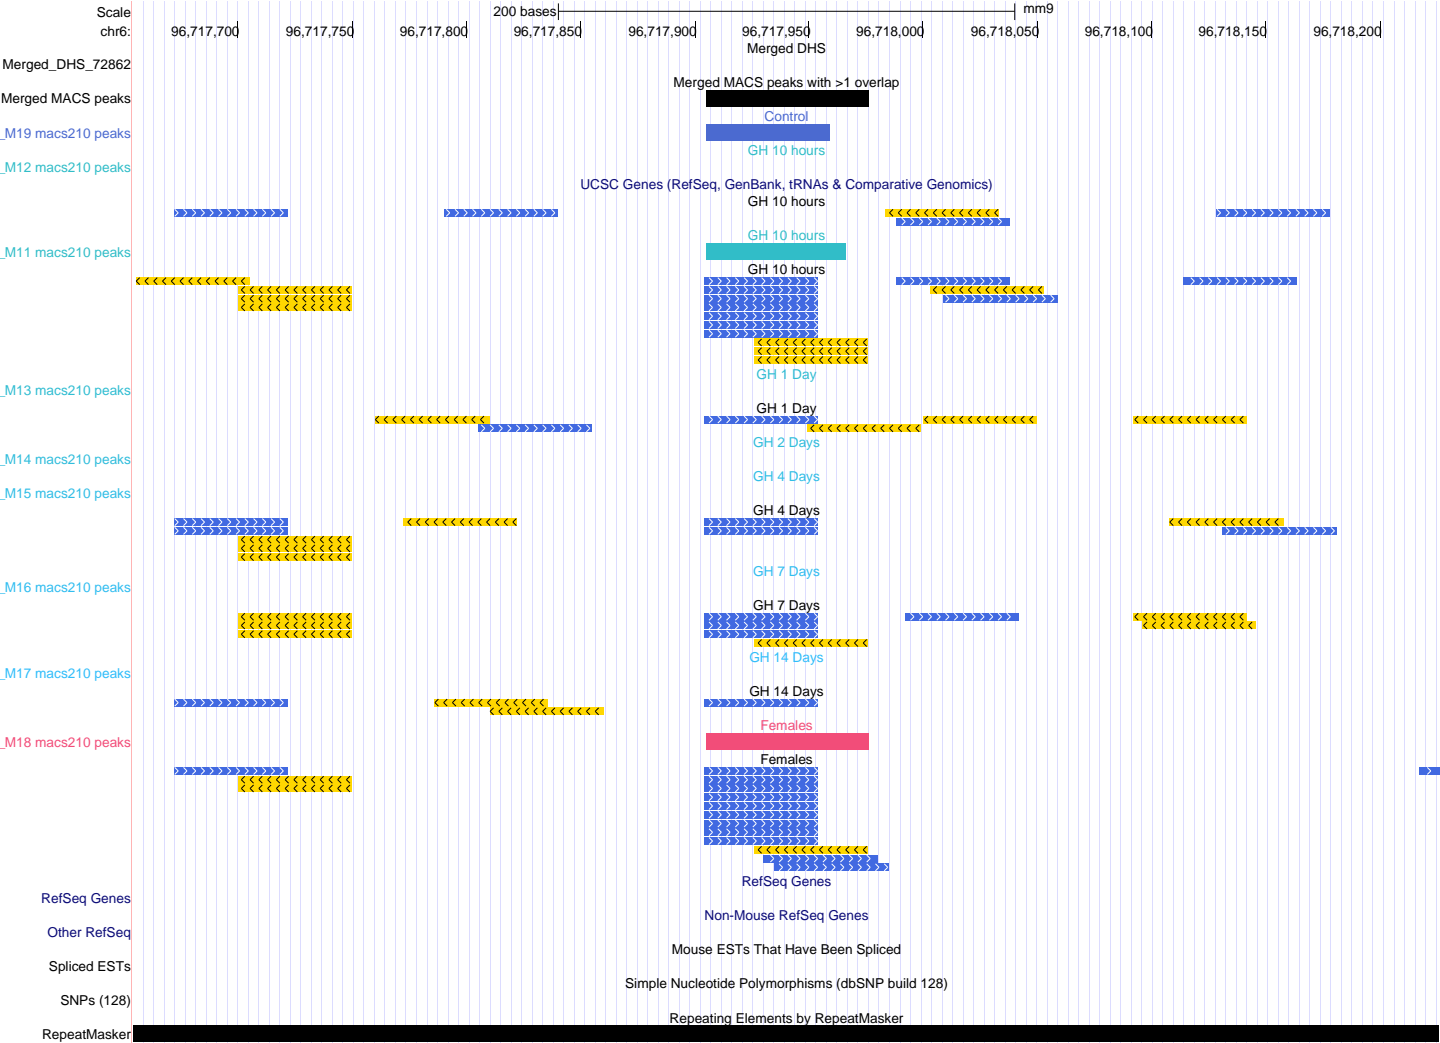 Scale 200 bases mm9
chr6: 96,717,700 96,717,750 96,717,800 96,717,850 96,717,900 96,717,950 96,718,000 96,718,050 96,718,100 96,718,150 96,718,200
Merged DHS
Merged_DHS_72862
Merged MACS peaks with >1 overlap
Merged MACS peaks
Control
_M19 macs210 peaks
GH 10 hours
_M12 macs210 peaks
UCSC Genes (RefSeq, GenBank, tRNAs & Comparative Genomics)
GH 10 hours
GH 10 hours
_M11 macs210 peaks
GH 10 hours
GH 1 Day
_M13 macs210 peaks
GH 1 Day
GH 2 Days
_M14 macs210 peaks
GH 4 Days
_M15 macs210 peaks
GH 4 Days
GH 7 Days
_M16 macs210 peaks
GH 7 Days
GH 14 Days
_M17 macs210 peaks
GH 14 Days
Females
_M18 macs210 peaks
Females
RefSeq Genes
RefSeq Genes
Non-Mouse RefSeq Genes
Other RefSeq
Mouse ESTs That Have Been Spliced
Spliced ESTs
Simple Nucleotide Polymorphisms (dbSNP build 128)
SNPs (128)
Repeating Elements by RepeatMasker
RepeatMasker